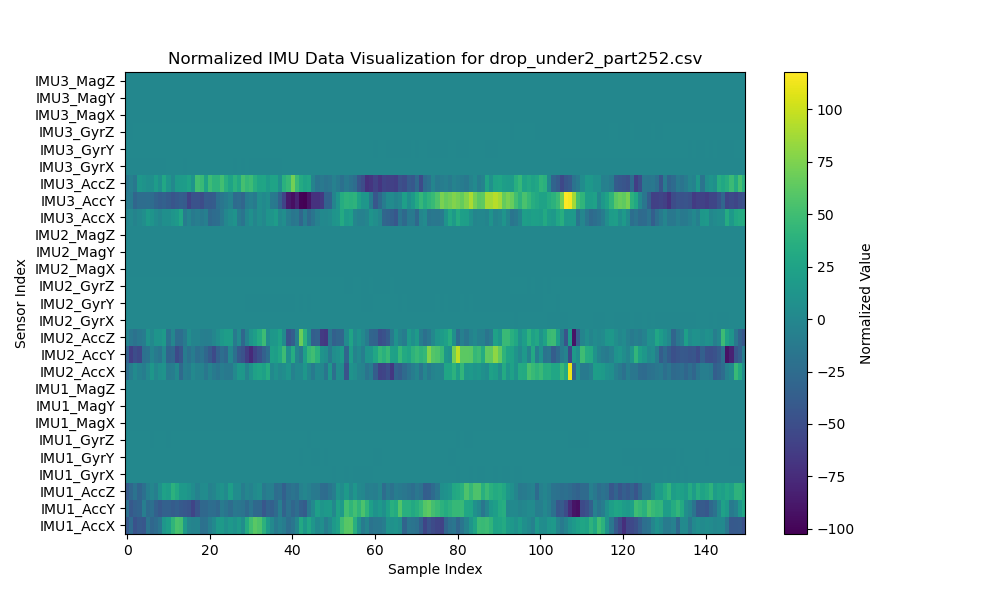 Normalized IMU Data Visualization for drop_under2_part252.csv
IMU3_MagZ
IMU3_MagY
IMU3_MagX
IMU3_GyrZ
IMU3_GyrY
IMU3_GyrX
IMU3_AccZ
IMU3_AccY
IMU3_AccX
IMU2_MagZ
IMU2_MagY
IMU2_MagX
IMU2_GyrZ
IMU2_GyrY
IMU2_GyrX
IMU2_AccZ
IMU2_AccY
IMU2_AccX
IMU1_MagZ
IMU1_MagY
IMU1_MagX
IMU1_GyrZ
IMU1_GyrY
IMU1_GyrX
IMU1_AccZ
IMU1_AccY
IMU1_AccX
Sensor Index
0 20 40 60 80 100 120 140
Sample Index
100
75
50
25
0
−25
−50
−75
−100
Normalized Value